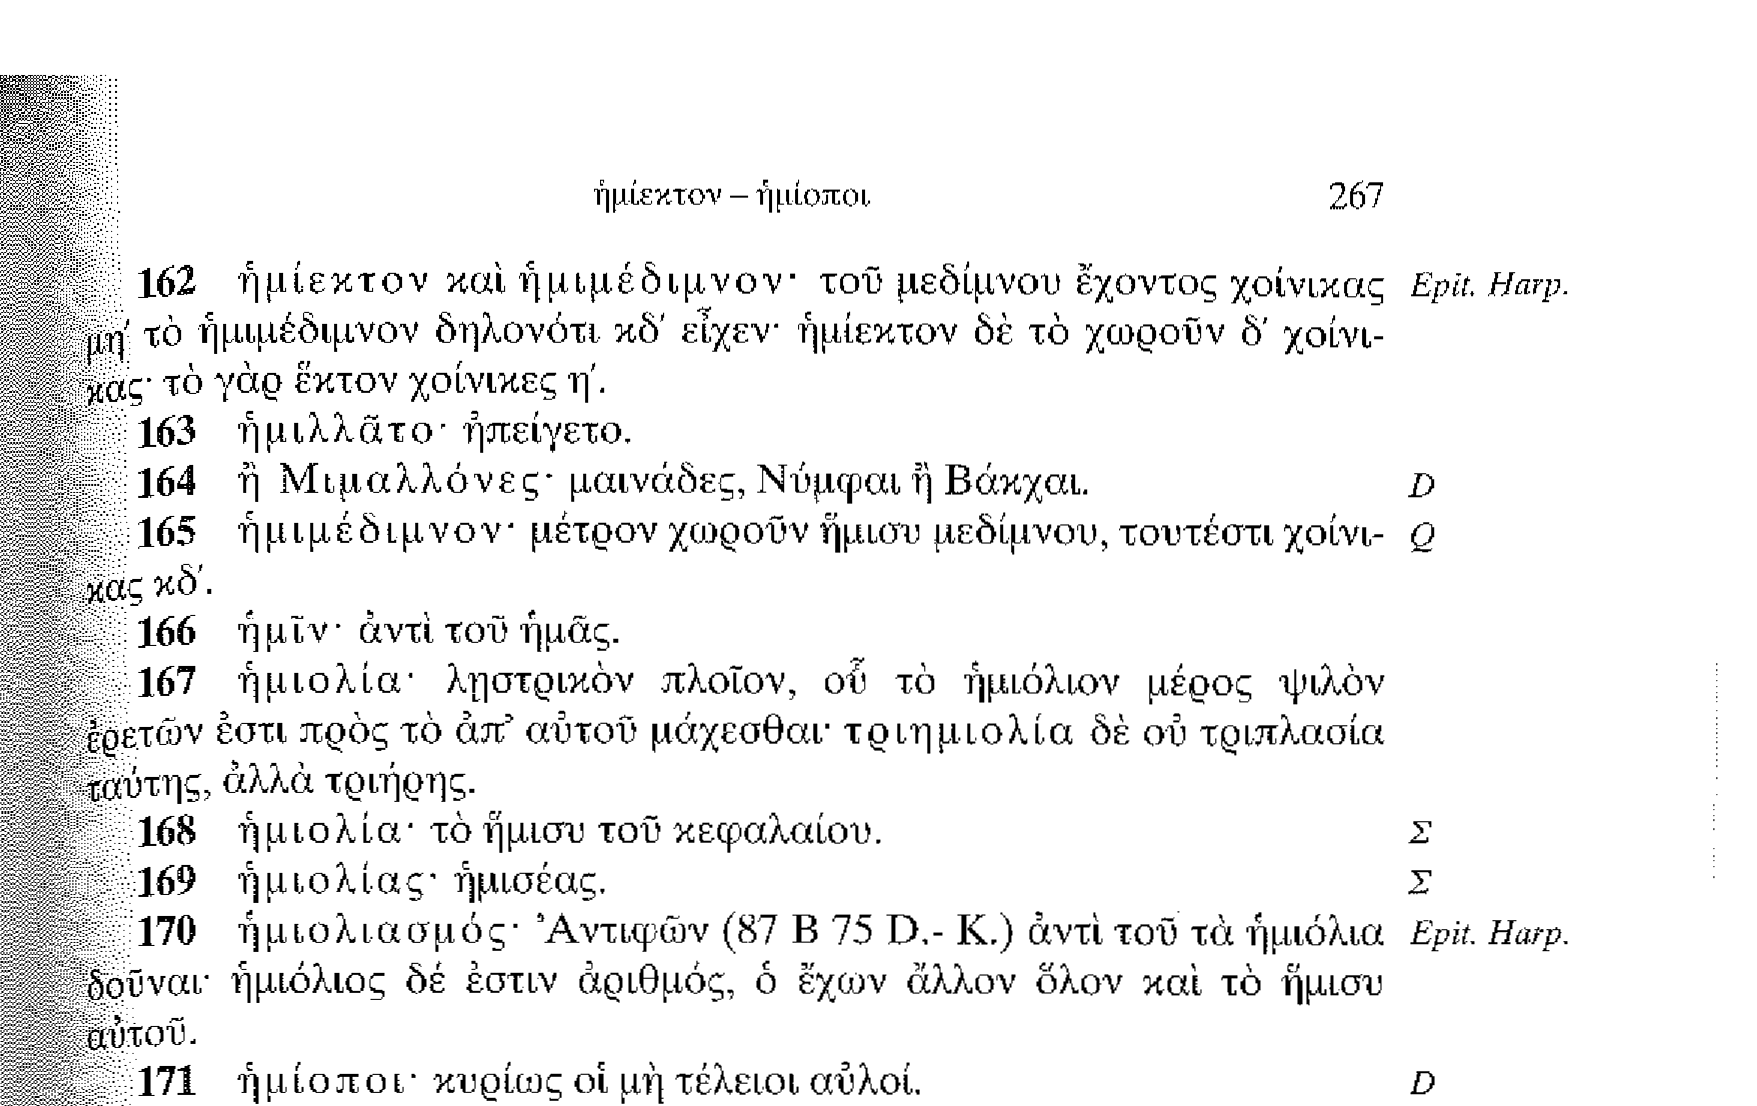 ἡμίεκτον – ἡμίοποι 267
162 ἡμίεκτον καὶ ἡμιμέδιμνον· τοῦ μεδίμνου ἔχοντος χοίνικας Epit. Harp.
μη′ τὸ ἡμιμέδιμνον δηλονότι κδ′ εἶχεν· ἡμίεκτον δὲ τὸ χωροῦν δ′ χοίνι-
κας· τὸ γὰρ ἕκτον χοίνικες η′.
163 ἡμιλλᾶτο· ἠπείγετο.
164 ἢ Μιμαλλόνες· μαινάδες, Νύμφαι ἢ Βάκχαι. D
165 ἡμιμέδιμνον· μέτρον χωροῦν ἥμισυ μεδίμνου, τουτέστι χοίνι- Q
κας κδ′.
166 ἡμῖν· ἀντὶ τοῦ ἡμᾶς.
167 ἡμιολία· λῃστρικὸν πλοῖον, οὗ τὸ ἡμιόλιον μέρος ψιλὸν
ἐρετῶν ἐστι πρὸς τὸ ἀπ’ αὐτοῦ μάχεσθαι· τριημιολία δὲ οὐ τριπλασία
ταύτης, ἀλλὰ τριήρης.
168 ἡμιολία· τὸ ἥμισυ τοῦ κεφαλαίου. Σ
169 ἡμιολίας· ἡμισέας. Σ
170 ἡμιολιασμός· Ἀντιφῶν (87 B 75 D.- K.) ἀντὶ τοῦ τὰ ἡμιόλια Epit. Harp.
δοῦναι· ἡμιόλιος δέ ἐστιν ἀριθμός, ὁ ἔχων ἄλλον ὅλον καὶ τὸ ἥμισυ
αὐτοῦ.
171 ἡμίοποι· κυρίως οἱ μὴ τέλειοι αὐλοί. D